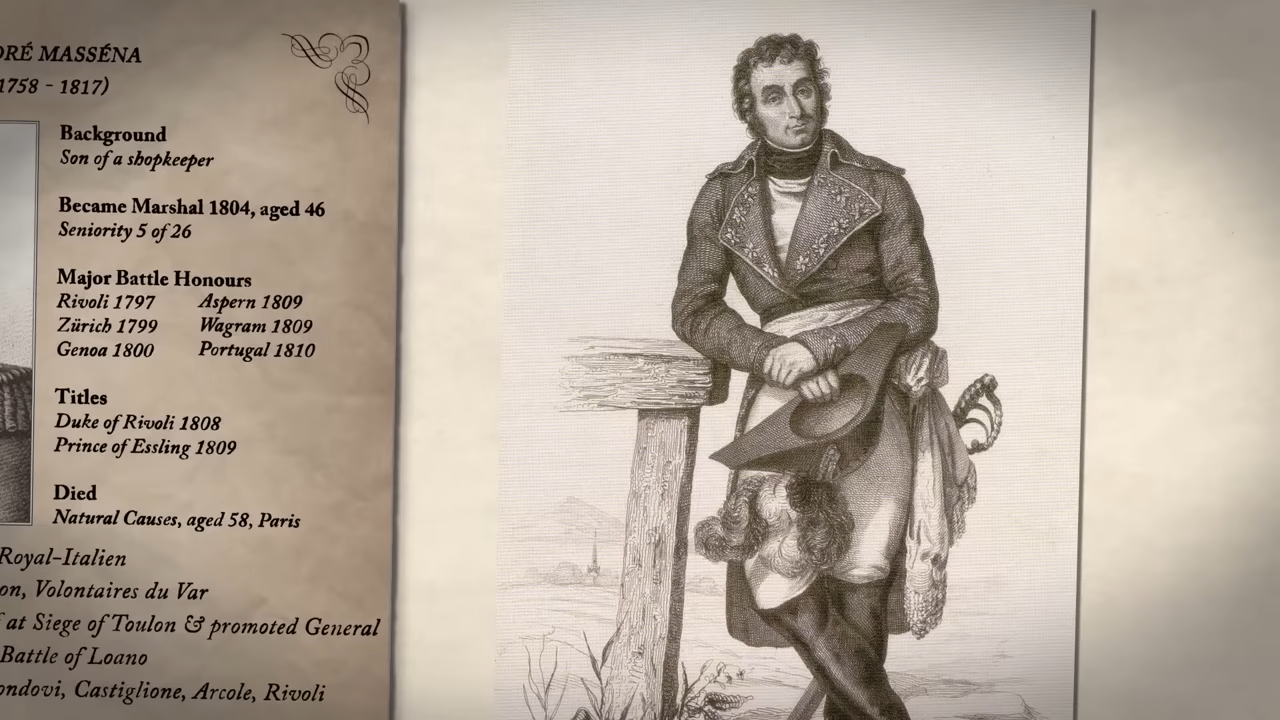 DRÉ MASSÉNA
1758 - 1817)
Background
Son of a shopkeeper
Became Marshal 1804, aged 46
Seniority 5 of 26
Major Battle Honours
Rivoli 1797 Aspern 1809
Zürich 1799 Wagram 1809
Genoa 1800 Portugal 1810
Titles
Duke of Rivoli 1808
Prince of Essling 1809
Died
Natural Causes, aged 58, Paris
Royal-Italien
on, Volontaires du Var
at Siege of Toulon & promoted General
Battle of Loano
ondovi, Castiglione, Arcole, Rivoli